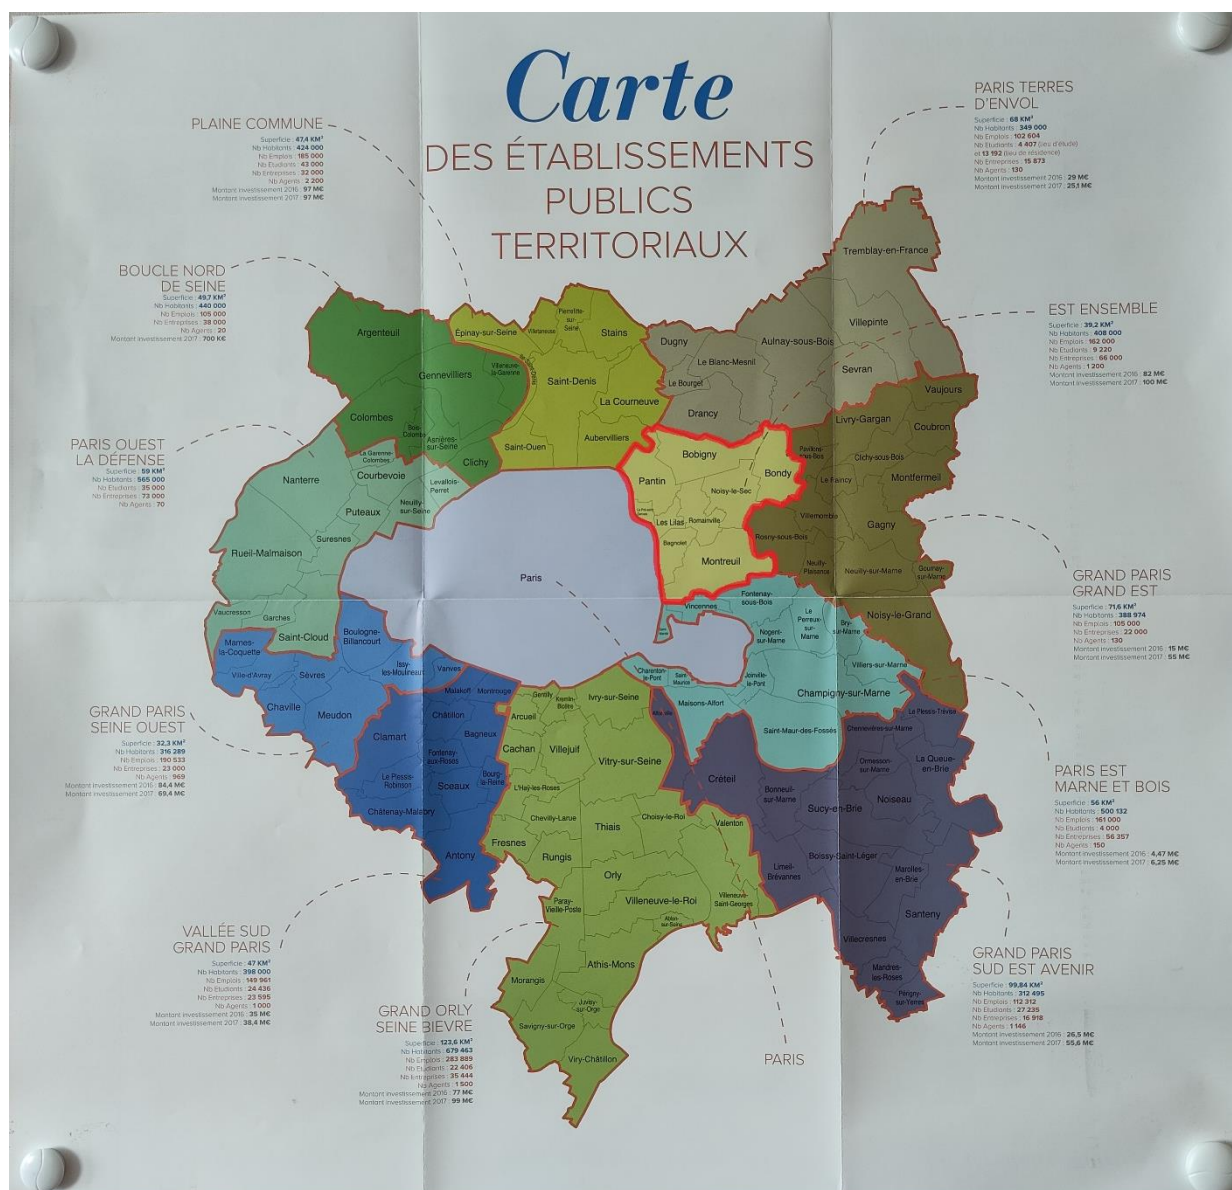 Carte
DES ÉTABLISSEMENTS
PUBLICS
TERRITORIAUX
PLAINE COMMUNE
Superficie : 47,4 KM²
Nb Habitants : 424 000
Nb Emplois : 185 000
Nb Etudiants : 43 000
Nb Entreprises : 32 000
Nb Agents : 2 200
Montant investissement 2016 : 97 M€
Montant investissement 2017 : 97 M€
PARIS TERRES
D'ENVOL
Superficie : 68 KM²
Nb Habitants : 349 000
Nb Emplois : 102 604
Nb Etudiants : 4 407 (lieu d'étude)
et 13 192 (lieu de résidence)
Nb Entreprises : 15 873
Nb Agents : 130
Montant investissement 2016 : 29 M€
Montant investissement 2017 : 25,1 M€
BOUCLE NORD
DE SEINE
Superficie : 49,7 KM²
Nb Habitants : 440 000
Nb Emplois : 105 000
Nb Entreprises : 38 000
Nb Agents : 20
Montant investissement 2017 : 700 K€
EST ENSEMBLE
Superficie : 39,2 KM²
Nb Habitants : 408 000
Nb Emplois : 162 000
Nb Etudiants : 9 220
Nb Entreprises : 66 000
Nb Agents : 1 200
Montant investissement 2016 : 82 M€
Montant investissement 2017 : 100 M€
PARIS OUEST
LA DÉFENSE
Superficie : 59 KM²
Nb Habitants : 565 000
Nb Etudiants : 35 000
Nb Entreprises : 73 000
Nb Agents : 70
GRAND PARIS
GRAND EST
Superficie : 71,6 KM²
Nb Habitants : 388 974
Nb Emplois : 105 000
Nb Entreprises : 22 000
Nb Agents : 130
Montant investissement 2016 : 15 M€
Montant investissement 2017 : 55 M€
GRAND PARIS
SEINE OUEST
Superficie : 32,3 KM²
Nb Habitants : 316 289
Nb Emplois : 190 533
Nb Entreprises : 23 000
Nb Agents : 969
Montant investissement 2016 : 84,4 M€
Montant investissement 2017 : 69,4 M€
PARIS EST
MARNE ET BOIS
Superficie : 56 KM²
Nb Habitants : 500 132
Nb Emplois : 161 000
Nb Etudiants : 4 000
Nb Entreprises : 56 357
Nb Agents : 150
Montant investissement 2016 : 4,47 M€
Montant investissement 2017 : 6,25 M€
VALLÉE SUD
GRAND PARIS
Superficie : 47 KM²
Nb Habitants : 398 000
Nb Emplois : 149 961
Nb Etudiants : 24 436
Nb Entreprises : 23 595
Nb Agents : 1 000
Montant investissement 2016 : 35 M€
Montant investissement 2017 : 38,4 M€
GRAND ORLY
SEINE BIEVRE
Superficie : 123,6 KM²
Nb Habitants : 679 463
Nb Emplois : 283 889
Nb Etudiants : 22 406
Nb Entreprises : 35 444
Nb Agents : 1 500
Montant investissement 2016 : 77 M€
Montant investissement 2017 : 99 M€
GRAND PARIS
SUD EST AVENIR
Superficie : 99,84 KM²
Nb Habitants : 312 495
Nb Emplois : 112 312
Nb Etudiants : 27 235
Nb Entreprises : 16 918
Nb Agents : 1 146
Montant investissement 2016 : 26,5 M€
Montant investissement 2017 : 55,6 M€
PARIS
Argenteuil
Gennevilliers
Villeneuve-
la-Garenne
Colombes
Bois-
Colombes
Asnières-
sur-Seine
Clichy
Épinay-sur-Seine
Villetaneuse
Pierrefitte-
sur-
Seine
Stains
Saint-Denis
La Courneuve
Saint-Ouen
Aubervilliers
Tremblay-en-France
Villepinte
Aulnay-sous-Bois
Dugny
Le Blanc-Mesnil
Le Bourget
Sevran
Drancy
Vaujours
Livry-Gargan
Coubron
Pavillons-
sous-Bois
Clichy-sous-Bois
Le Raincy
Montfermeil
Villemomble
Gagny
Rosny-sous-Bois
Neuilly-
Plaisance
Neuilly-sur-Marne
Gournay-
sur-Marne
Noisy-le-Grand
Bobigny
Bondy
Pantin
Noisy-le-Sec
Les Lilas
Romainville
Bagnolet
Montreuil
La Garenne-
Colombes
Nanterre
Courbevoie
Levallois-
Perret
Neuilly-
sur-Seine
Puteaux
Suresnes
Rueil-Malmaison
Vaucresson
Garches
Saint-Cloud
Paris
Marnes-
la-Coquette
Boulogne-
Billancourt
Issy-
les-Moulineaux
Vanves
Ville-d'Avray
Sèvres
Chaville
Meudon
Malakoff
Montrouge
Châtillon
Clamart
Bagneux
Fontenay-
aux-Roses
Le Plessis-
Robinson
Sceaux
Bourg-
la-Reine
Châtenay-Malabry
Antony
Vincennes
Fontenay-
sous-Bois
Nogent-
sur-Marne
Le
Perreux-
sur-
Marne
Bry-
sur-Marne
Charenton-
le-Pont
Saint
Maurice
Joinville-
le-Pont
Villiers-sur-Marne
Maisons-Alfort
Champigny-sur-Marne
Saint-Maur-des-Fossés
Gentilly
Kremlin-
Bicêtre
Ivry-sur-Seine
Arcueil
Cachan
Villejuif
Vitry-sur-Seine
L'Haÿ-les-Roses
Chevilly-Larue
Thiais
Choisy-le-Roi
Fresnes
Rungis
Orly
Valenton
Villeneuve-le-Roi
Villeneuve-
Saint-Georges
Paray-
Vieille-Poste
Ablon-
sur-Seine
Athis-Mons
Morangis
Juvisy-
sur-Orge
Savigny-sur-Orge
Viry-Châtillon
Le Plessis-Trévise
Chennevières-sur-Marne
Ormesson-
sur-Marne
La Queue-
en-Brie
Créteil
Bonneuil-
sur-Marne
Sucy-en-Brie
Noiseau
Limeil-
Brévannes
Boissy-Saint-Léger
Marolles-
en-Brie
Santeny
Villecresnes
Mandres-
les-Roses
Périgny-
sur-Yerres